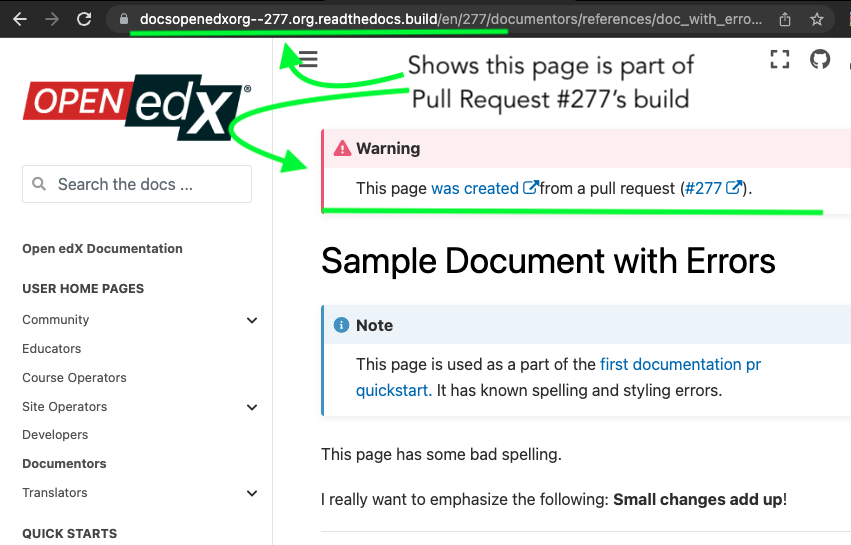 docsopenedxorg--277.org.readthedocs.build/en/277/documentors/references/doc_with_erro...
Shows this page is part of
Pull Request #277's build
OPEN edX®
Search the docs ...
Open edX Documentation
USER HOME PAGES
Community
Educators
Course Operators
Site Operators
Developers
Documentors
Translators
QUICK STARTS
Warning
This page was created from a pull request (#277).
Sample Document with Errors
Note
This page is used as a part of the first documentation pr
quickstart. It has known spelling and styling errors.
This page has some bad spelling.
I really want to emphasize the following: Small changes add up!